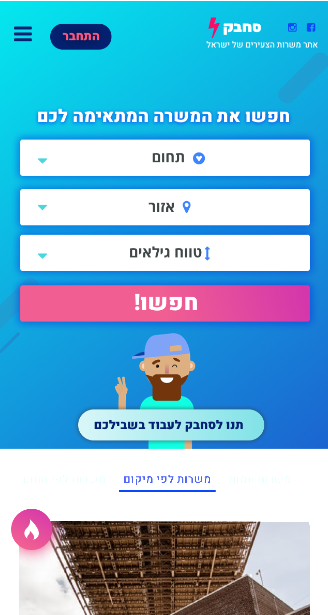 סחבק
התחבר
אתר משרות הצעירים של ישראל
חפשו את המשרה המתאימה לכם
תחום
אזור
טווח גילאים
חפשו!
תנו לסחבק לעבוד בשבילכם
משרות לפי מיקום